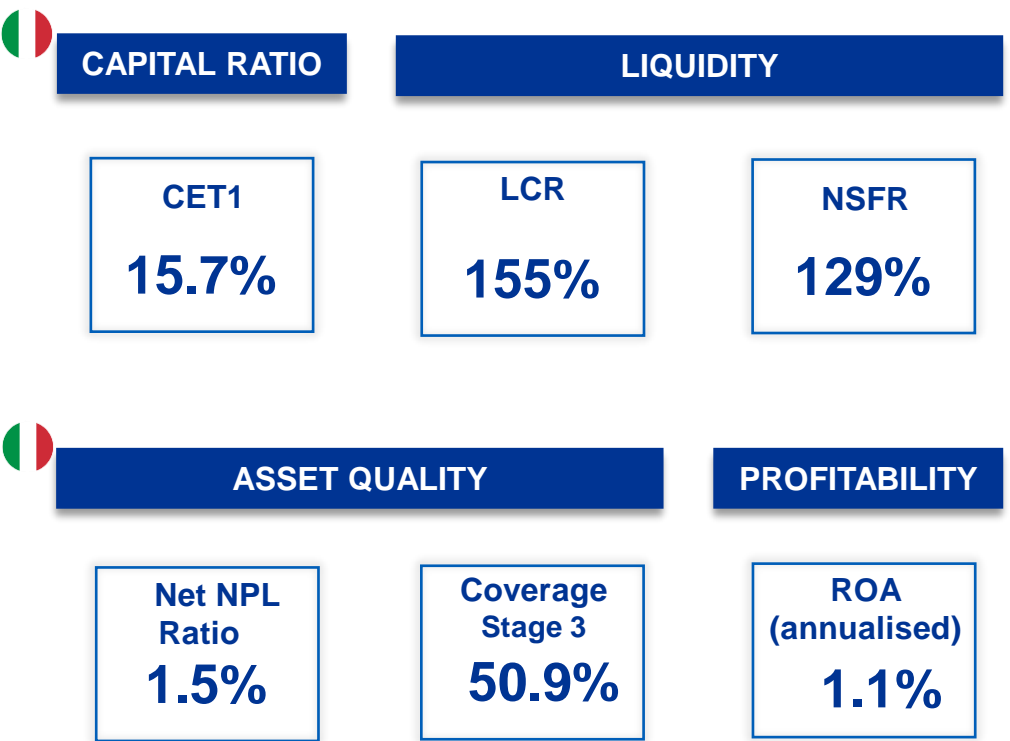 CAPITAL RATIO
LIQUIDITY
CET1
15.7%
LCR
155%
NSFR
129%
ASSET QUALITY
PROFITABILITY
Net NPL
Ratio
1.5%
Coverage
Stage 3
50.9%
ROA
(annualised)
1.1%